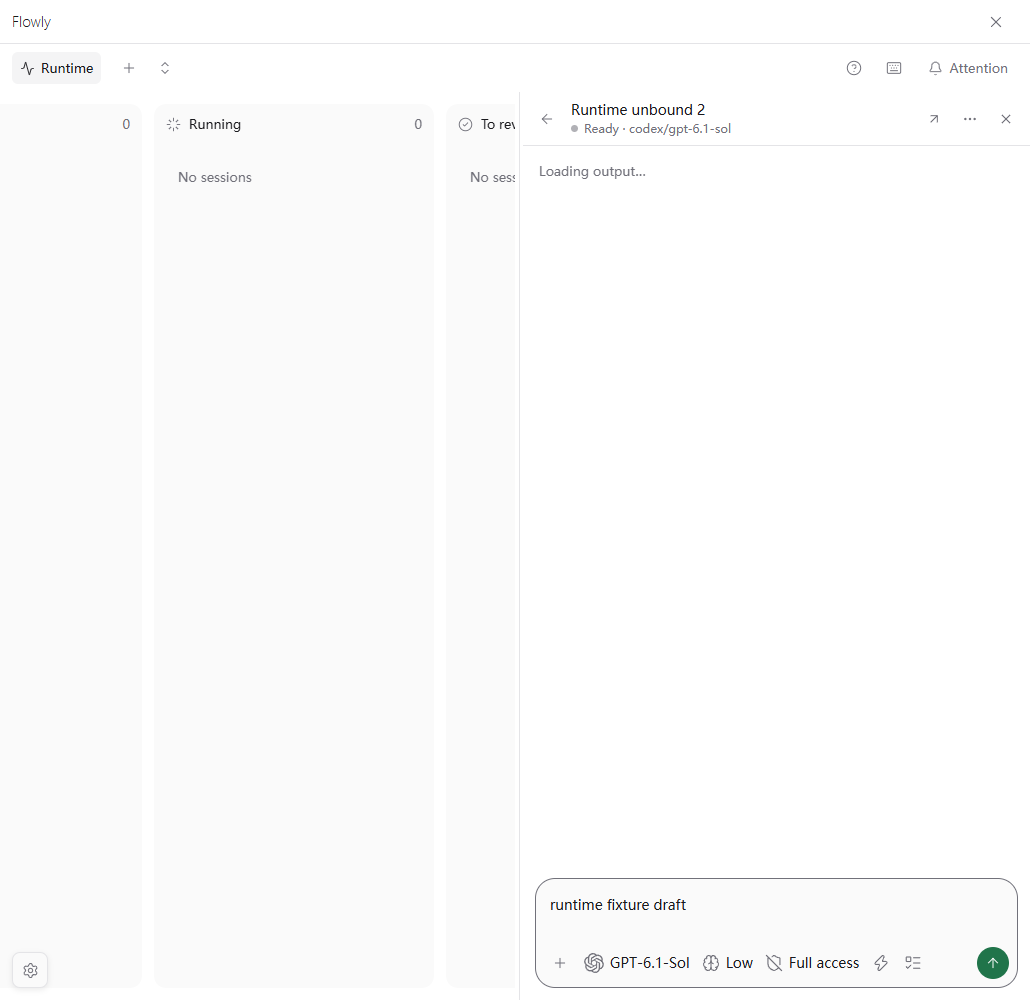 Flowly
Runtime
Attention
0
Running 0
No sessions
To rev
No sess
Runtime unbound 2
Ready · codex/gpt-6.1-sol
Loading output...
runtime fixture draft
GPT-6.1-Sol Low Full access